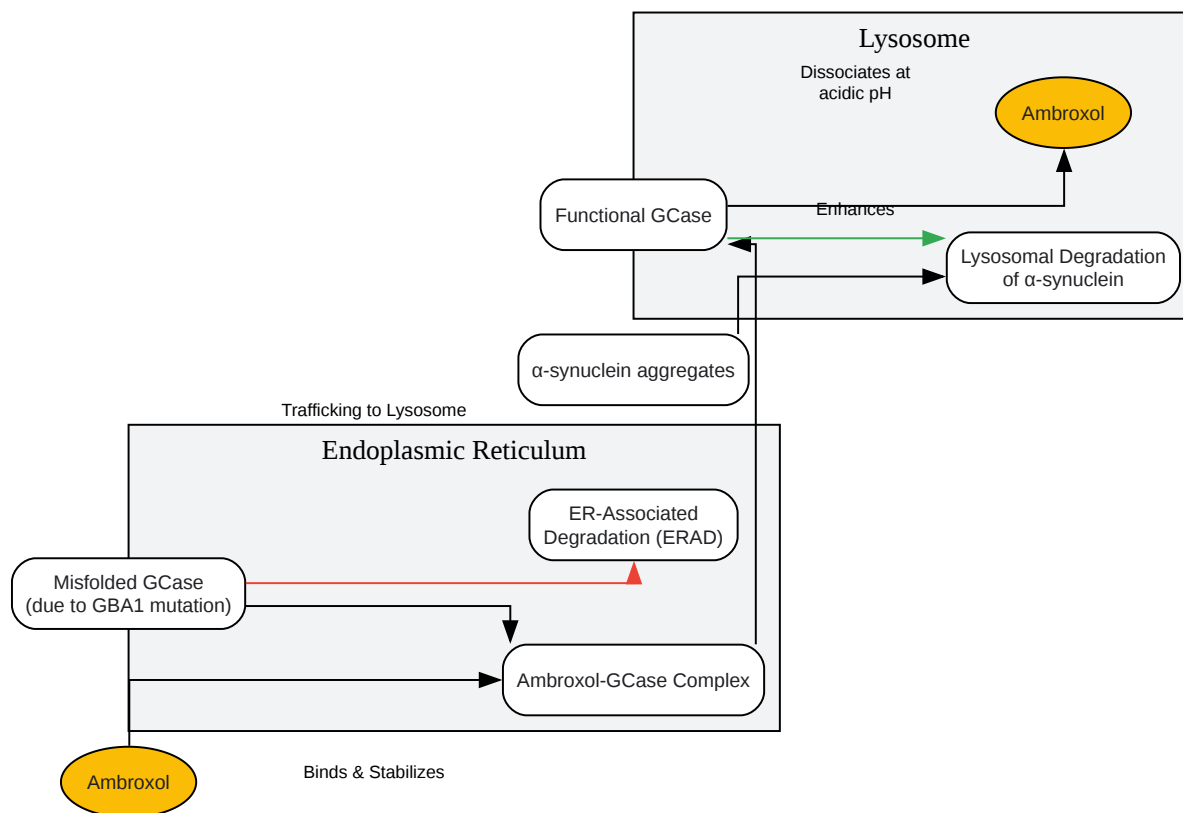 Lysosome
Dissociates at
acidic pH
Ambroxol
Functional GCase
Enhances
Lysosomal Degradation
of α-synuclein
α-synuclein aggregates
Trafficking to Lysosome
Endoplasmic Reticulum
ER-Associated
Degradation (ERAD)
Misfolded GCase
(due to GBA1 mutation)
Ambroxol-GCase Complex
Binds & Stabilizes
Ambroxol